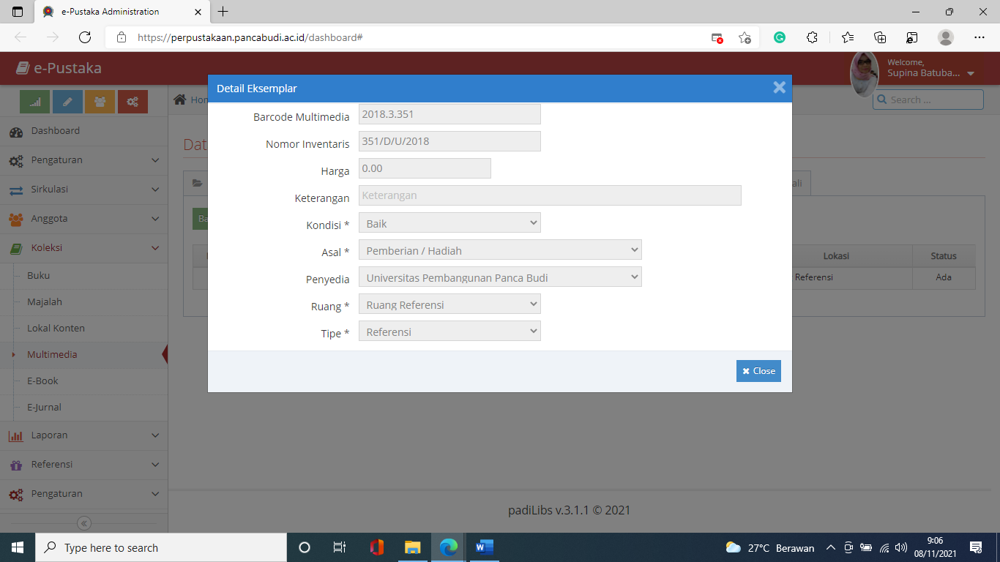 e-Pustaka Administration
https://perpustakaan.pancabudi.ac.id/dashboard#
e-Pustaka
Welcome,
Supina Batuba...
Hom
Search ...
Dashboard
Pengaturan
Sirkulasi
Anggota
Koleksi
Buku
Majalah
Lokal Konten
Multimedia
E-Book
E-Jurnal
Laporan
Referensi
Pengaturan
Dat
ali
Ba
Lokasi
Status
Referensi
Ada
Detail Eksemplar
Barcode Multimedia
2018.3.351
Nomor Inventaris
351/D/U/2018
Harga
0.00
Keterangan
Keterangan
Kondisi *
Baik
Asal *
Pemberian / Hadiah
Penyedia
Universitas Pembangunan Panca Budi
Ruang *
Ruang Referensi
Tipe *
Referensi
Close
padiLibs v.3.1.1 © 2021
Type here to search
27°C Berawan
9:06
08/11/2021